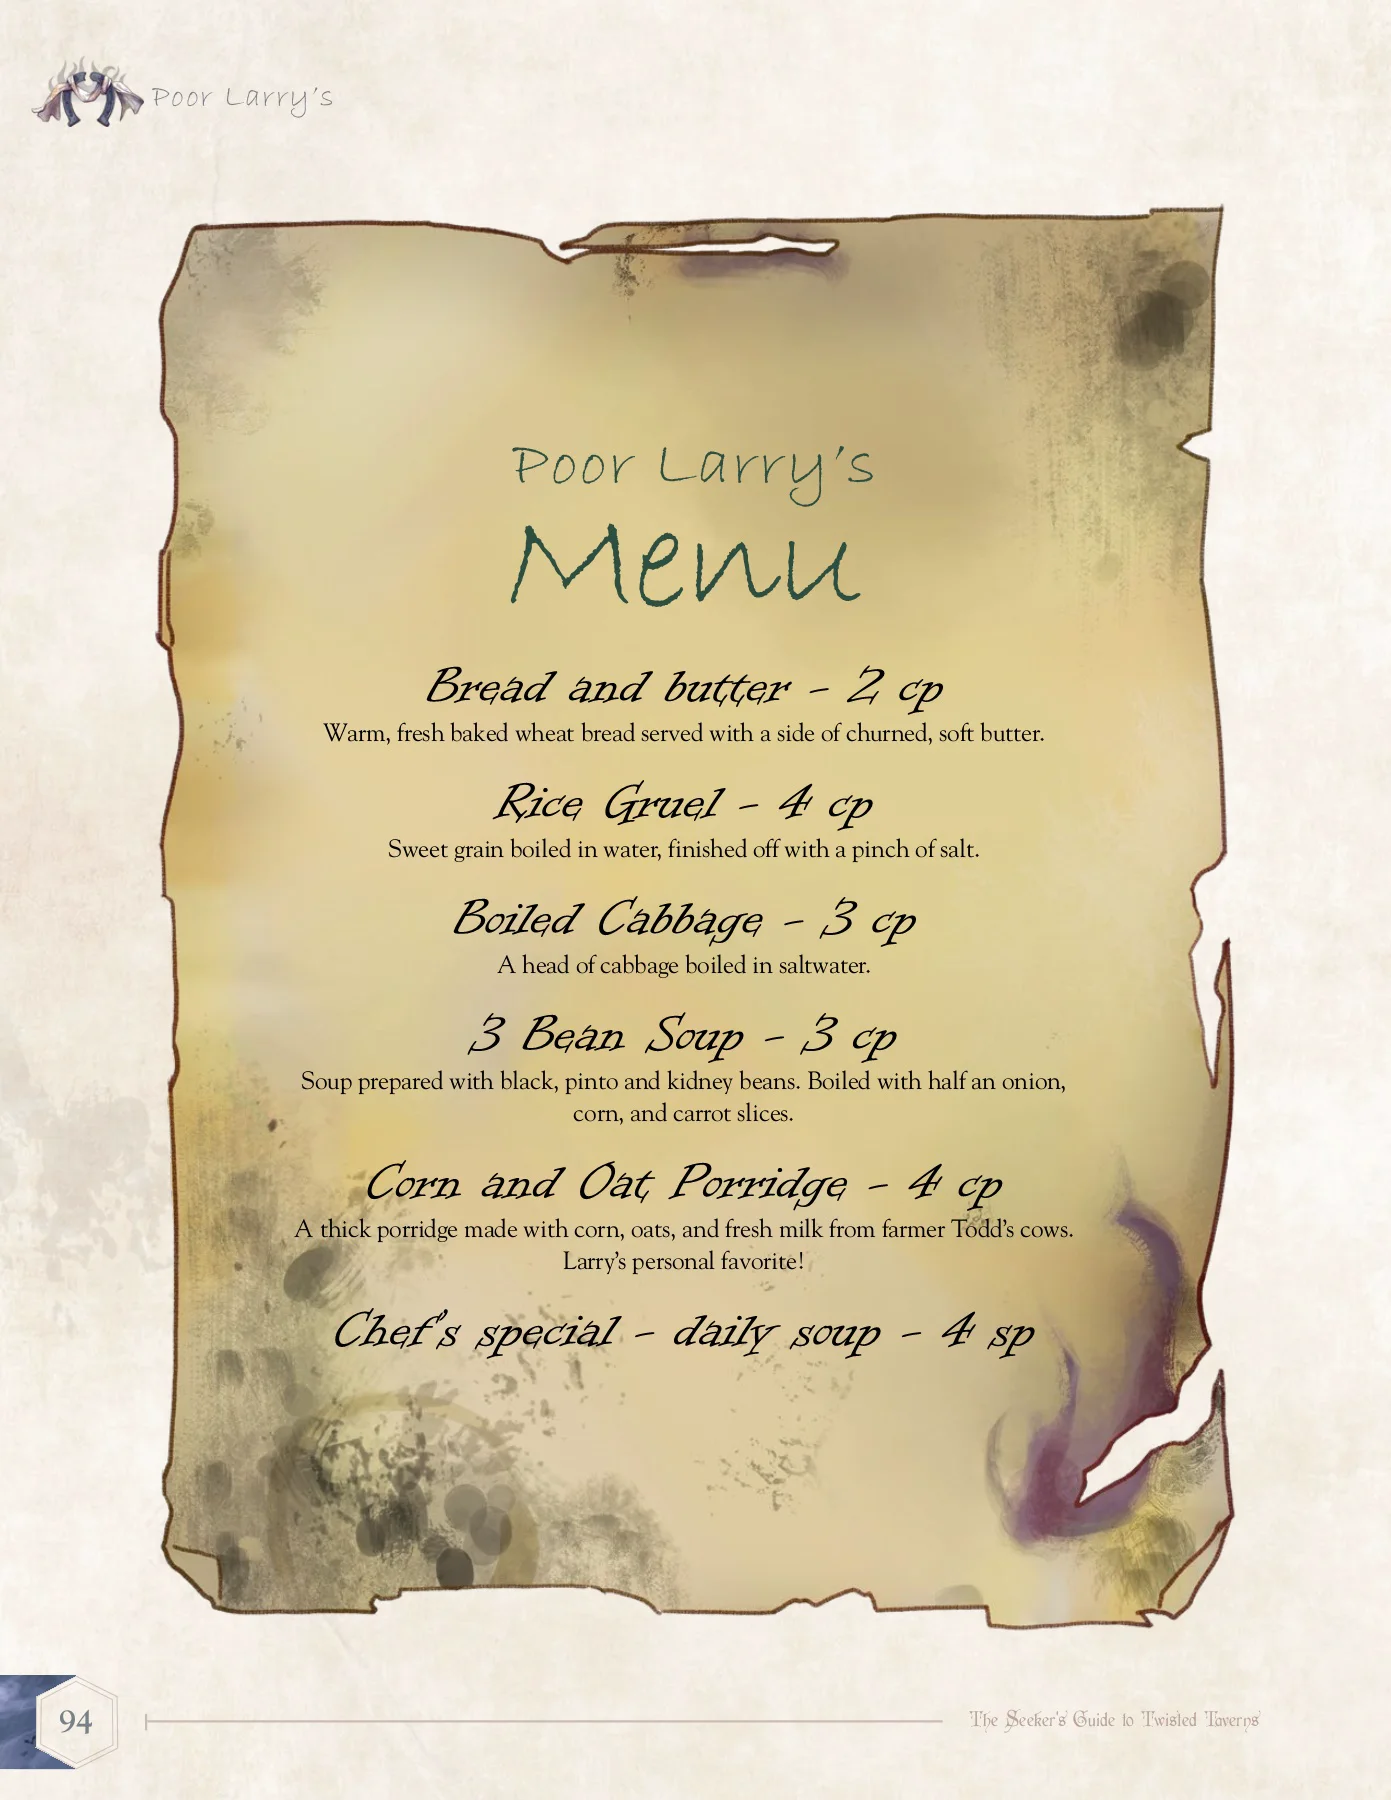 Poor Larry's
Poor Larry's
Menu
Bread and butter - 2 cp
Warm, fresh baked wheat bread served with a side of churned, soft butter.
Rice Gruel - 4 cp
Sweet grain boiled in water, finished off with a pinch of salt.
Boiled Cabbage - 3 cp
A head of cabbage boiled in saltwater.
3 Bean Soup - 3 cp
Soup prepared with black, pinto and kidney beans. Boiled with half an onion,
corn, and carrot slices.
Corn and Oat Porridge - 4 cp
A thick porridge made with corn, oats, and fresh milk from farmer Todd's cows.
Larry's personal favorite!
Chef's special - daily soup - 4 sp
94
The Seeker's Guide to Twisted Taverns